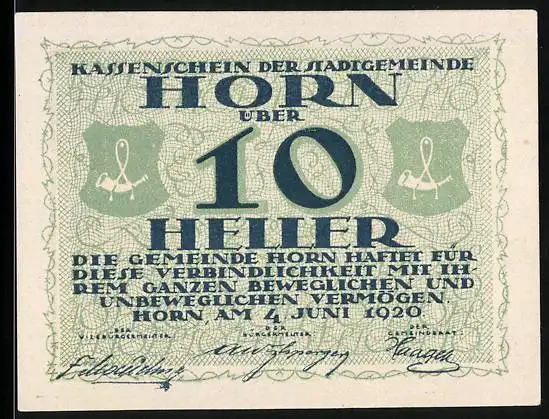 KASSENSCHEIN DER STADTGEMEINDE
HORN
ÜBER
10
HELLER
DIE GEMEINDE HORN HAFTET FÜR
DIESE VERBINDLICHKEIT MIT IH-
REM GANZEN BEWEGLICHEN UND
UNBEWEGLICHEN VERMÖGEN.
HORN, AM 4. JUNI 1920.
DER DER DER
VIZEBÜRGERMEISTER BÜRGERMEISTER GEMEINDERAT: